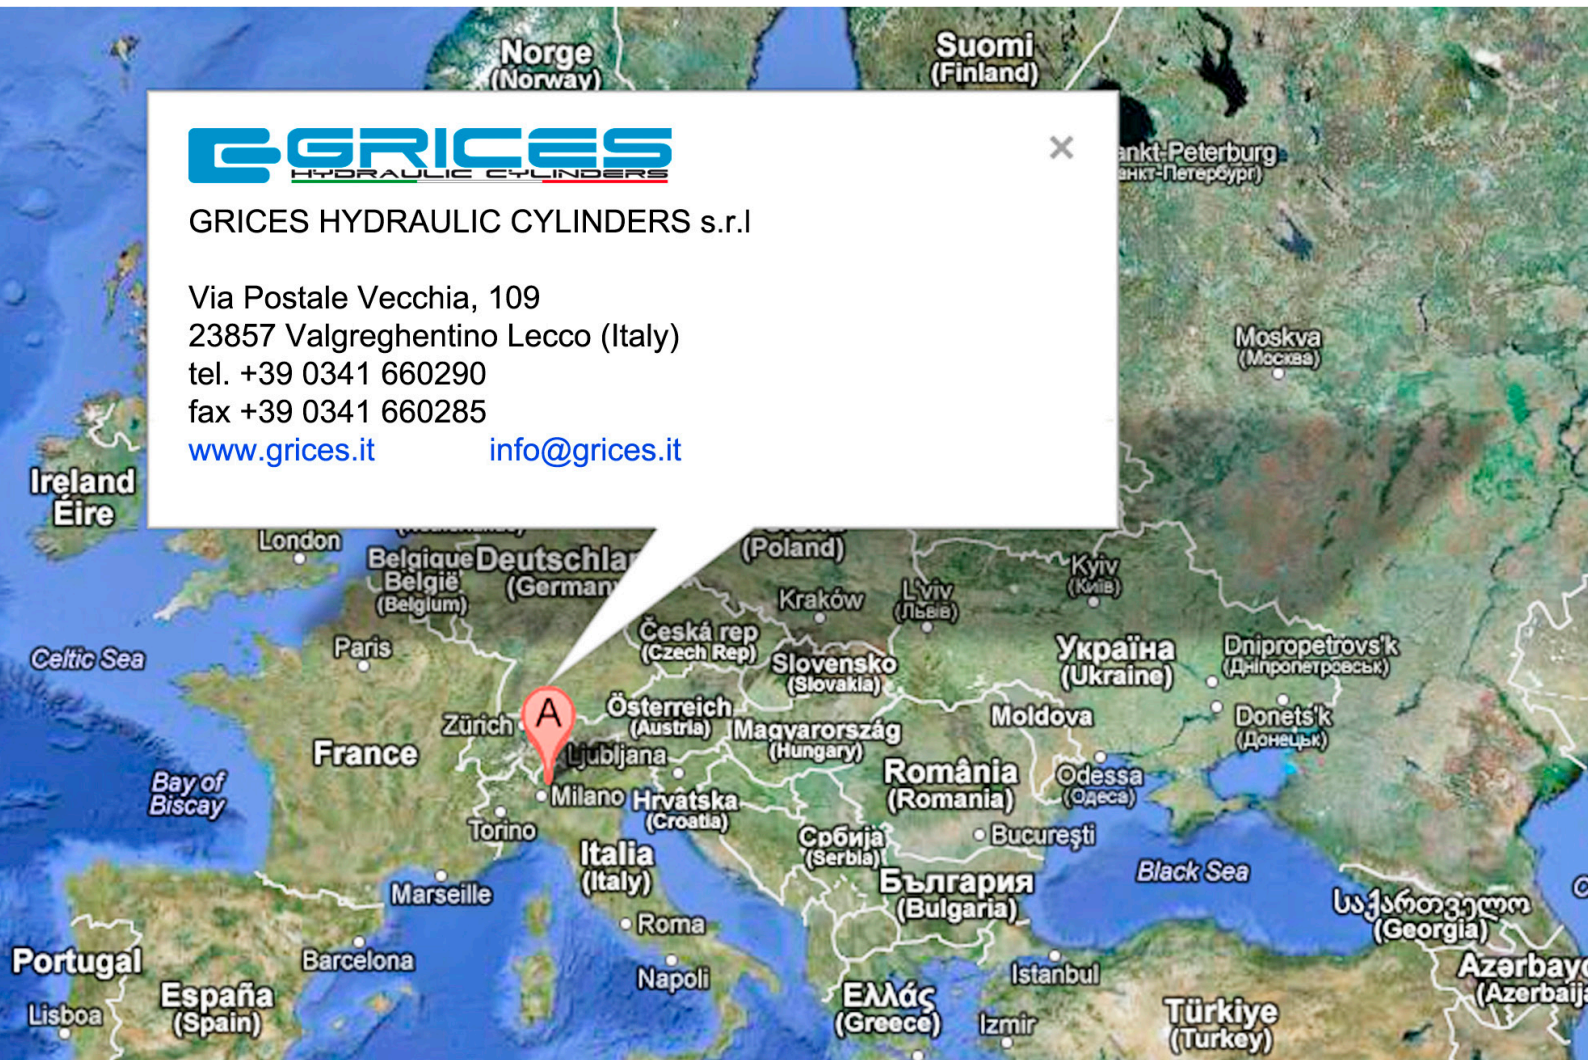 Norge
(Norway)
Suomi
(Finland)
GRICES
HYDRAULIC CYLINDERS
×
GRICES HYDRAULIC CYLINDERS s.r.l
Via Postale Vecchia, 109
23857 Valgreghentino Lecco (Italy)
tel. +39 0341 660290
fax +39 0341 660285
www.grices.it info@grices.it
Moskva
(Москва)
Ireland
Éire
London
(Poland)
Belgique
België
(Belgium)
Kyiv
(Київ)
Kraków
L'viv
(Львів)
Paris
Česká rep
(Czech Rep)
Celtic Sea
Slovensko
(Slovakia)
Україна
(Ukraine)
Dnipropetrovs'k
(Дніпропетровськ)
A
Zürich
Österreich
(Austria)
Magyarország
(Hungary)
Moldova
Donets'k
(Донецьк)
France
Ljubljana
România
(Romania)
Odessa
(Одеса)
Bay of
Biscay
Milano
Hrvatska
(Croatia)
Torino
Србија
(Serbia)
București
Italia
(Italy)
Black Sea
Marseille
България
(Bulgaria)
საქართველო
(Georgia)
Roma
Portugal
Barcelona
Napoli
Istanbul
España
(Spain)
Lisboa
Ελλάς
(Greece)
Izmir
Türkiye
(Turkey)